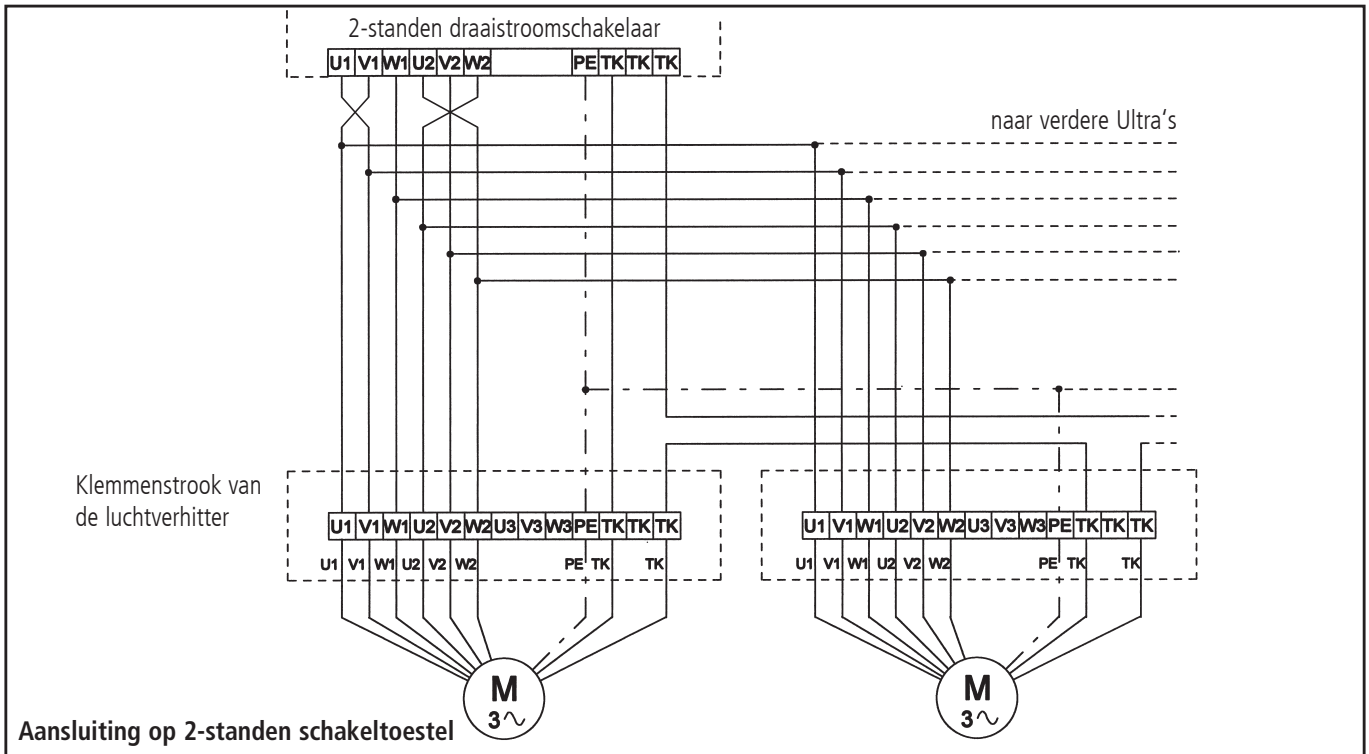 2-standen draaistroomschakelaar
U1 V1 W1 U2 V2 W2 PE TK TK TK
naar verdere Ultra‘s
Klemmenstrook van
de luchtverhitter
U1 V1 W1 U2 V2 W2 U3 V3 W3 PE TK TK TK
U1 V1 W1 U2 V2 W2 PE TK TK
U1 V1 W1 U2 V2 W2 U3 V3 W3 PE TK TK TK
U1 V1 W1 U2 V2 W2 PE TK TK
M
3∿
M
3∿
Aansluiting op 2-standen schakeltoestel